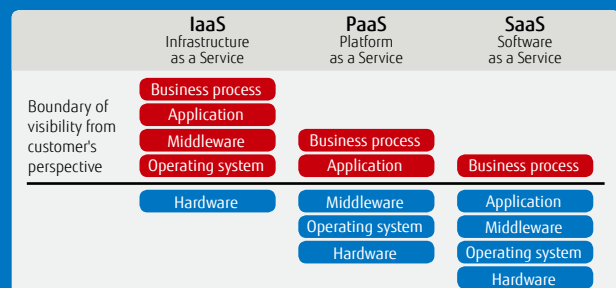 IaaS
Infrastructure
as a Service
PaaS
Platform
as a Service
SaaS
Software
as a Service
Boundary of
visibility from
customer's
perspective
Business process
Application
Middleware
Operating system
Hardware
Business process
Application
Middleware
Operating system
Hardware
Business process
Application
Middleware
Operating system
Hardware